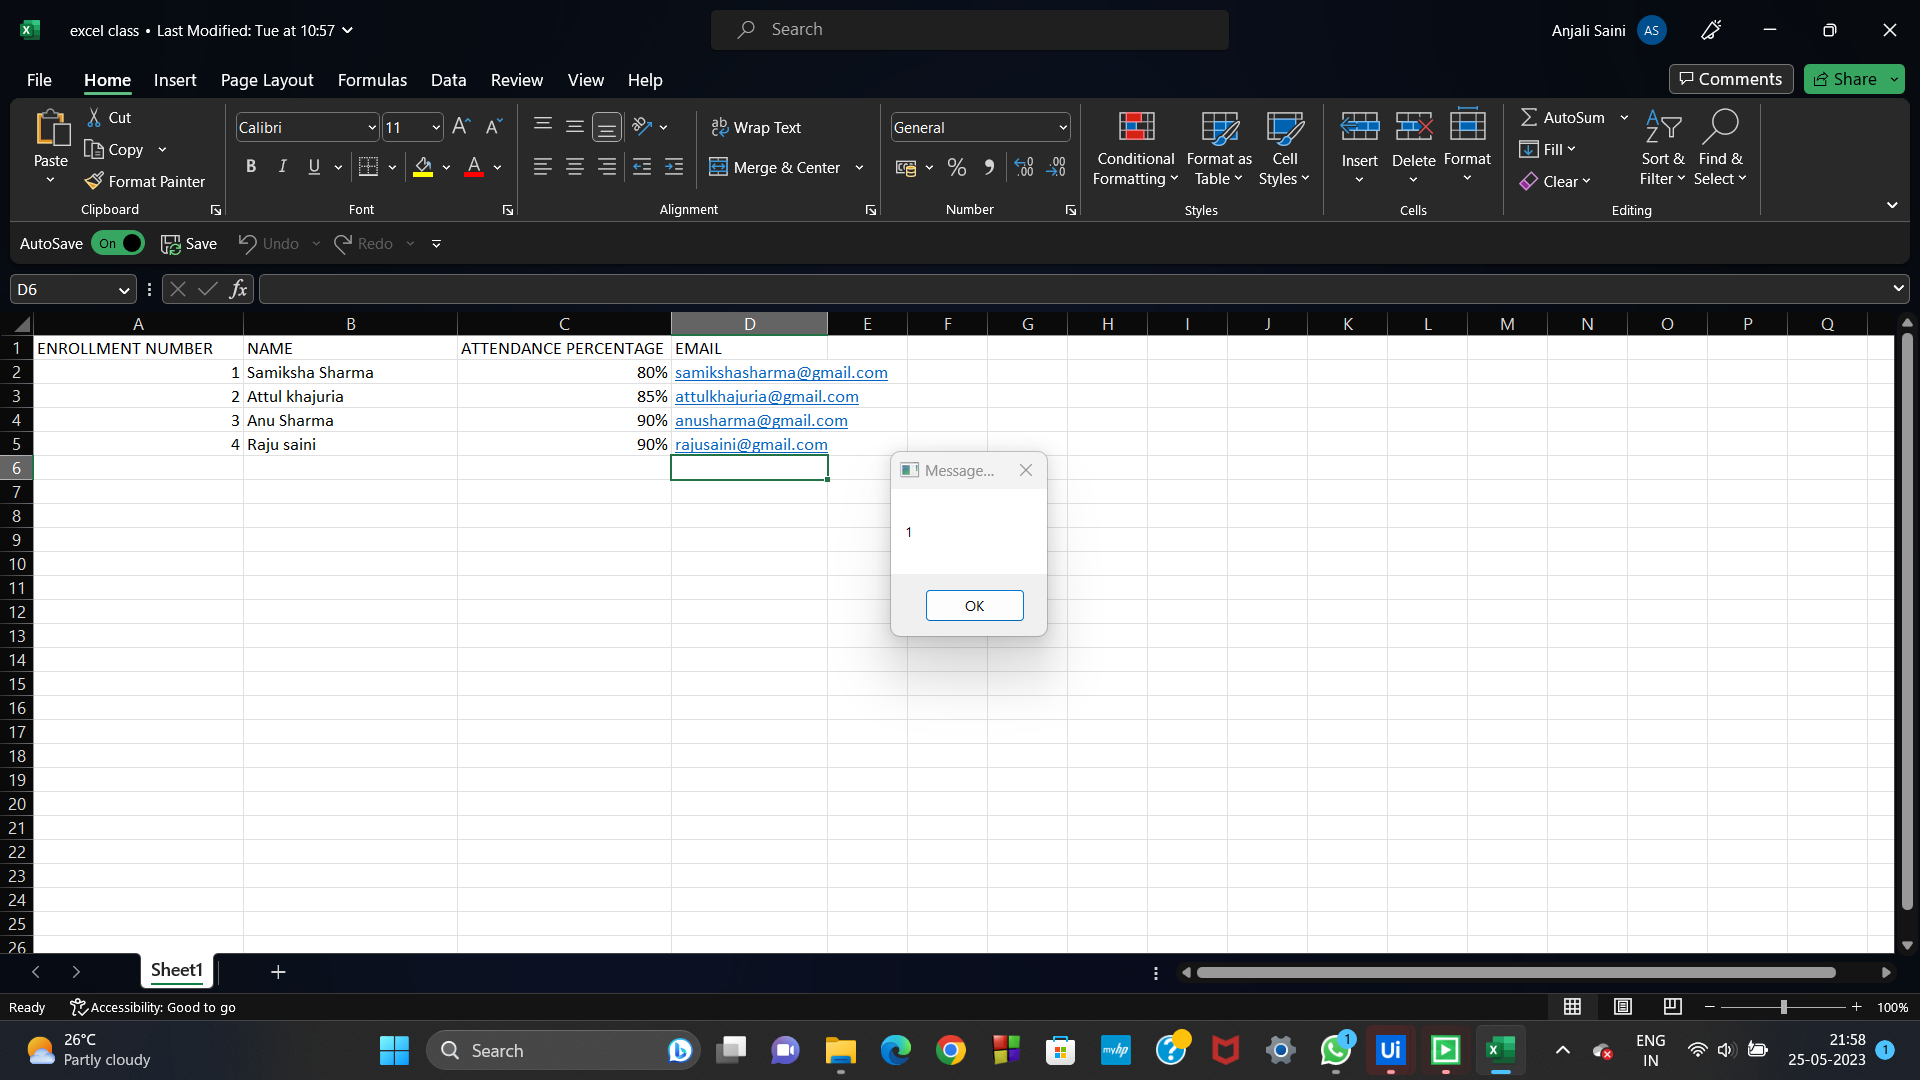 excel class • Last Modified: Tue at 10:57
Search
Anjali Saini AS
File Home Insert Page Layout Formulas Data Review View Help
Comments Share
Paste
Cut
Copy
Format Painter
Clipboard
Calibri 11
B I U
Font
Wrap Text
Merge & Center
Alignment
General
Number
Conditional Formatting
Format as Table
Cell Styles
Styles
Insert Delete Format
Cells
AutoSum
Fill
Clear
Sort & Filter
Find & Select
Editing
AutoSave On Save Undo Redo
D6 fx
A B C D E F G H I J K L M N O P Q
1 ENROLLMENT NUMBER NAME ATTENDANCE PERCENTAGE EMAIL
2 1 Samiksha Sharma 80% samikshasharma@gmail.com
3 2 Attul khajuria 85% attulkhajuria@gmail.com
4 3 Anu Sharma 90% anusharma@gmail.com
5 4 Raju saini 90% rajusaini@gmail.com
6
7
8
9
10
11
12
13
14
15
16
17
18
19
20
21
22
23
24
25
26
Message...
1
OK
Sheet1
Ready Accessibility: Good to go 100%
26°C
Partly cloudy
Search
myhp
1
Ui
ENG
IN
21:58
25-05-2023
1